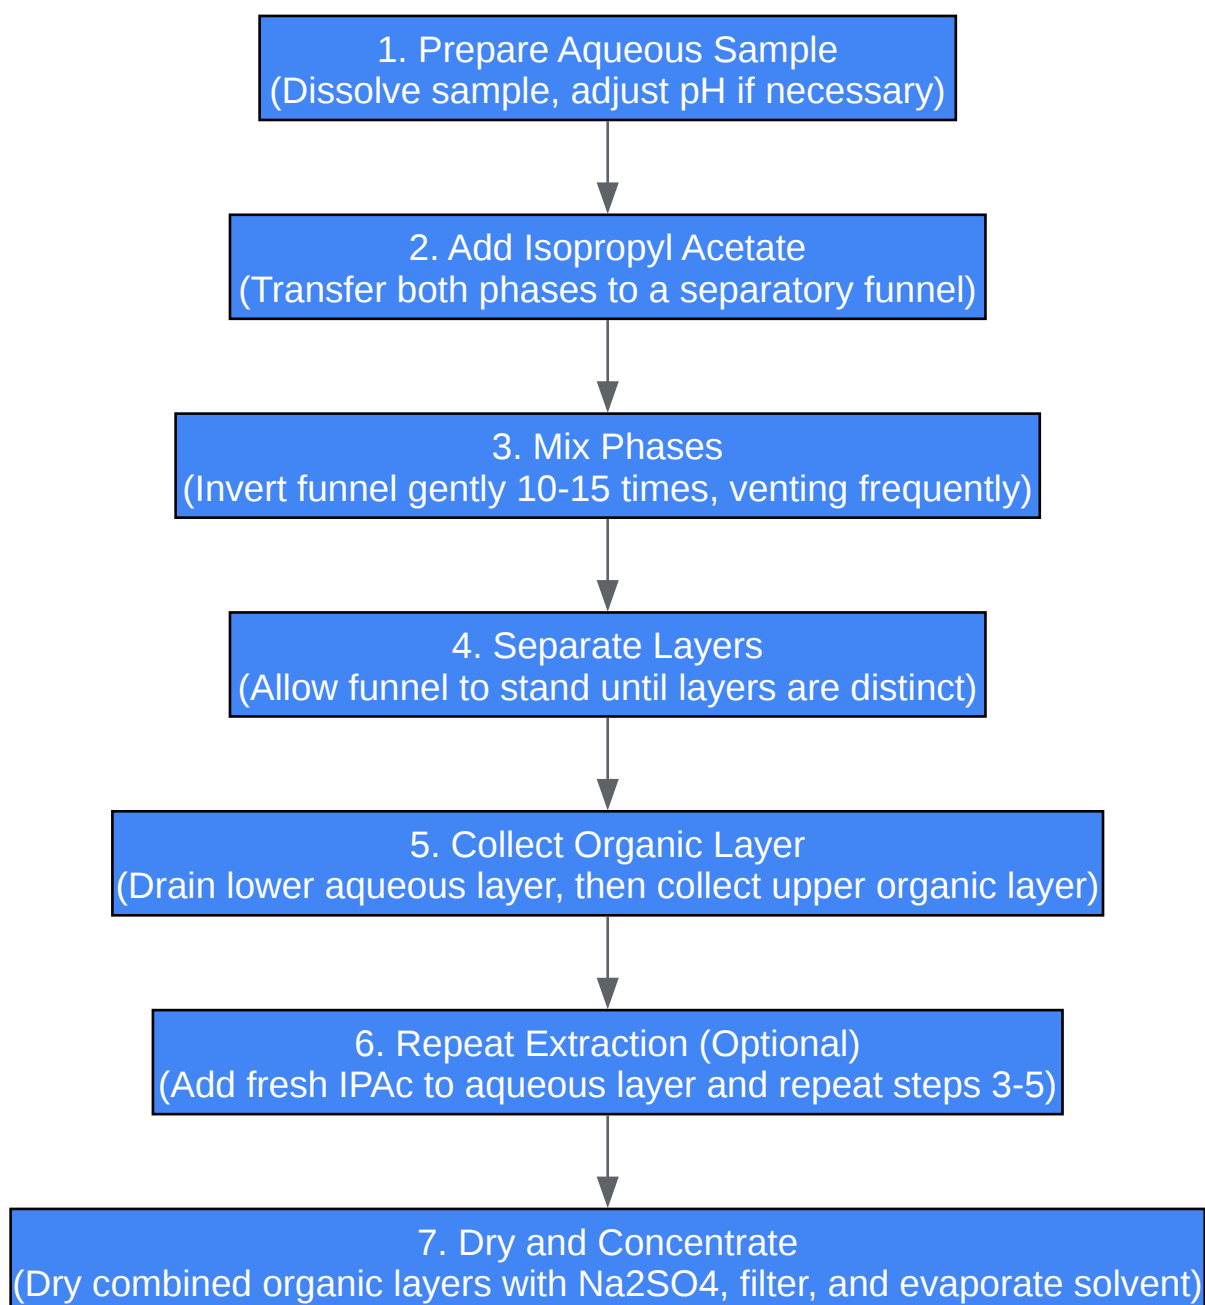 1. Prepare Aqueous Sample
(Dissolve sample, adjust pH if necessary)
2. Add Isopropyl Acetate
(Transfer both phases to a separatory funnel)
3. Mix Phases
(Invert funnel gently 10-15 times, venting frequently)
4. Separate Layers
(Allow funnel to stand until layers are distinct)
5. Collect Organic Layer
(Drain lower aqueous layer, then collect upper organic layer)
6. Repeat Extraction (Optional)
(Add fresh IPAc to aqueous layer and repeat steps 3-5)
7. Dry and Concentrate
(Dry combined organic layers with Na2SO4, filter, and evaporate solvent)